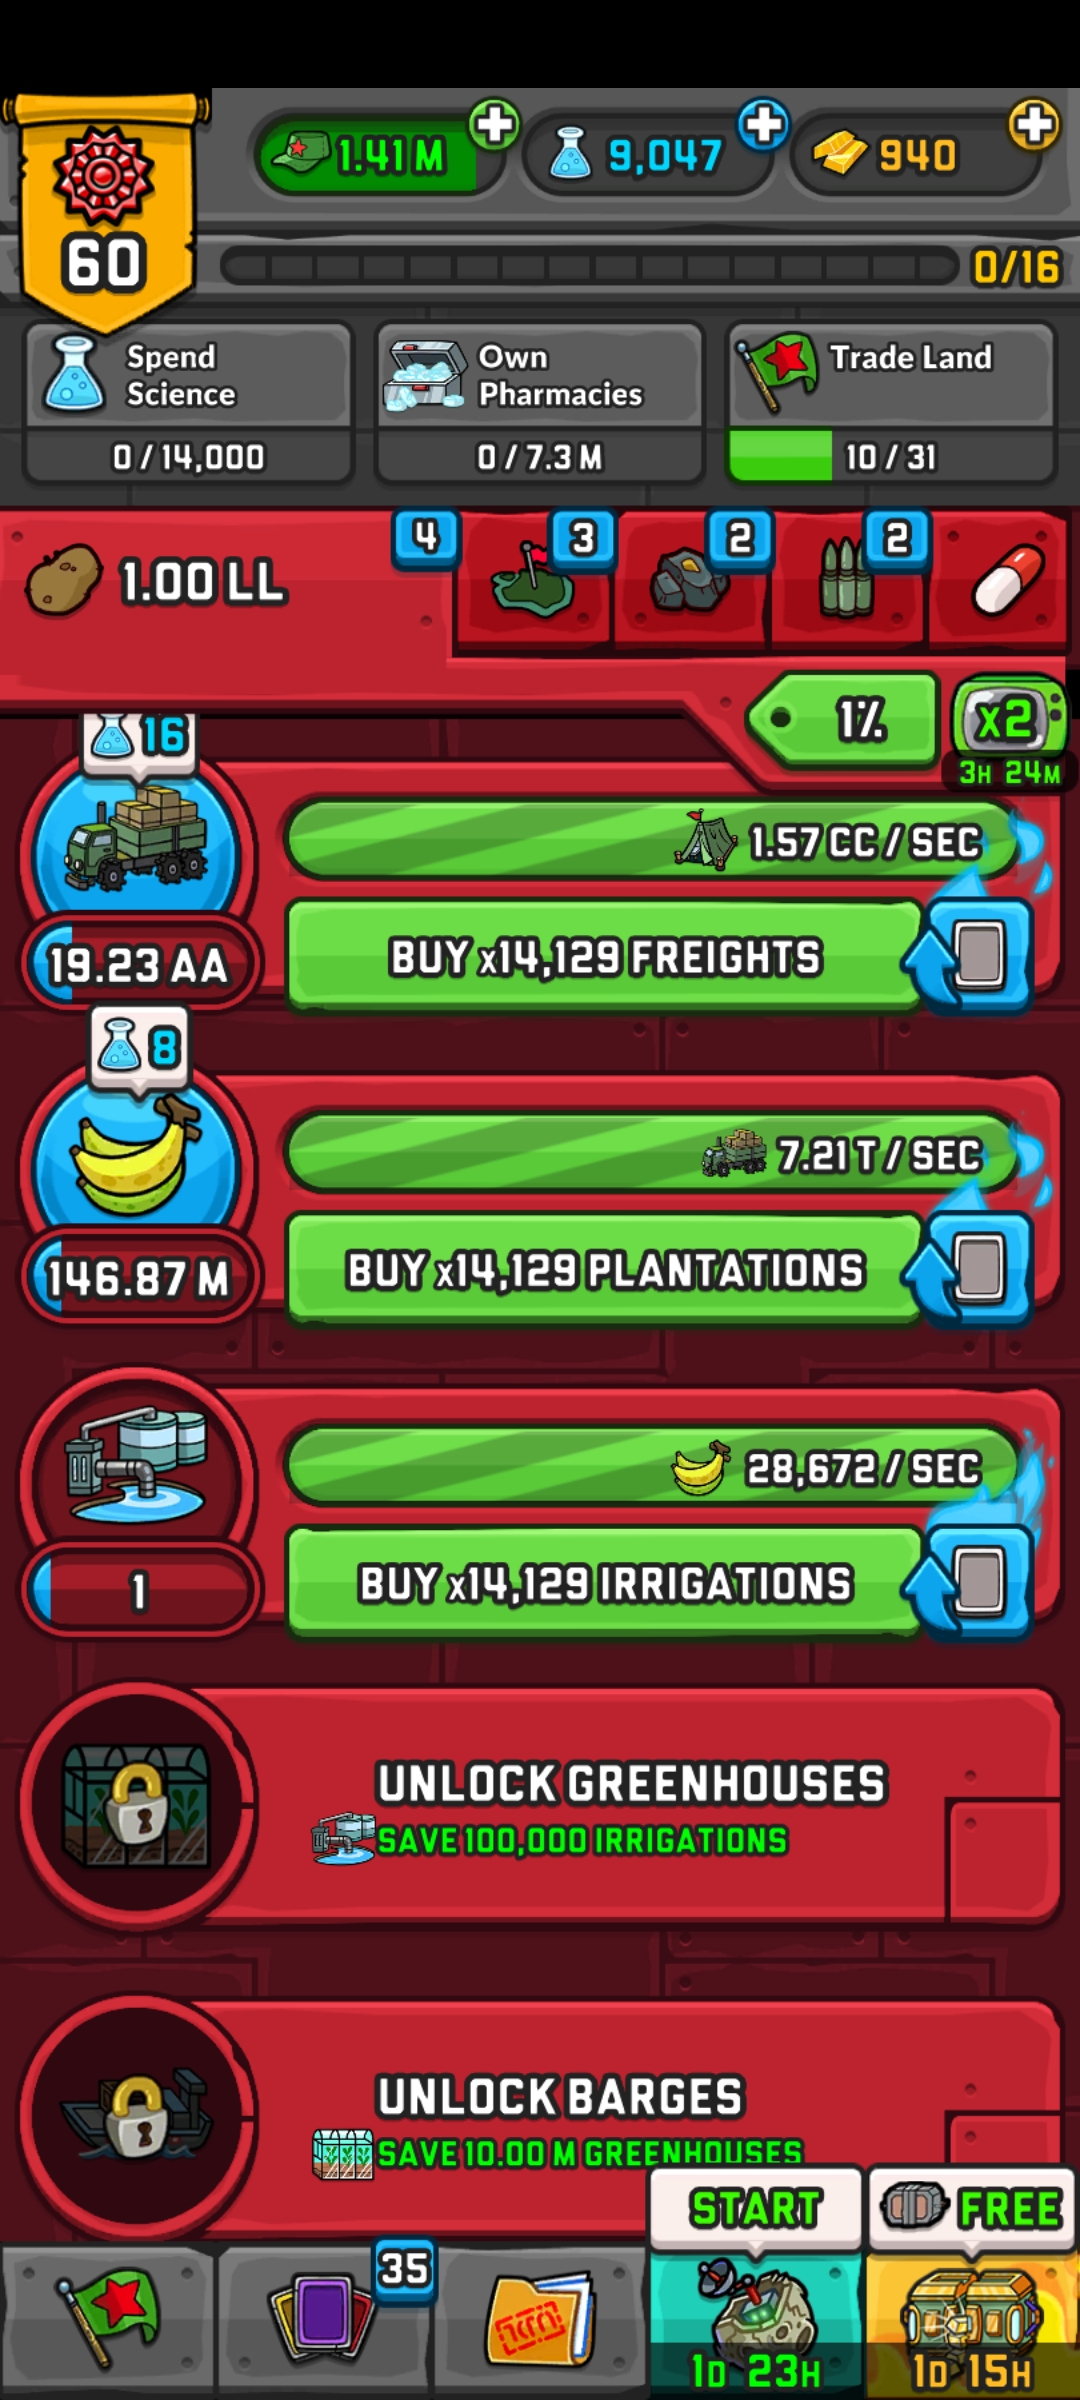 1.41 M
9,047
940
60
0/16
Spend
Science
0 / 14,000
Own
Pharmacies
0 / 7.3 M
Trade Land
10 / 31
1.00 LL
4
3
2
2
1%
x2
3H 24M
16
1.57 CC / SEC
19.23 AA
BUY x14,129 FREIGHTS
8
7.21 T / SEC
146.87 M
BUY x14,129 PLANTATIONS
28,672 / SEC
1
BUY x14,129 IRRIGATIONS
UNLOCK GREENHOUSES
SAVE 100,000 IRRIGATIONS
UNLOCK BARGES
SAVE 10.00 M GREENHOUSES
START
FREE
35
1D 23H
1D 15H